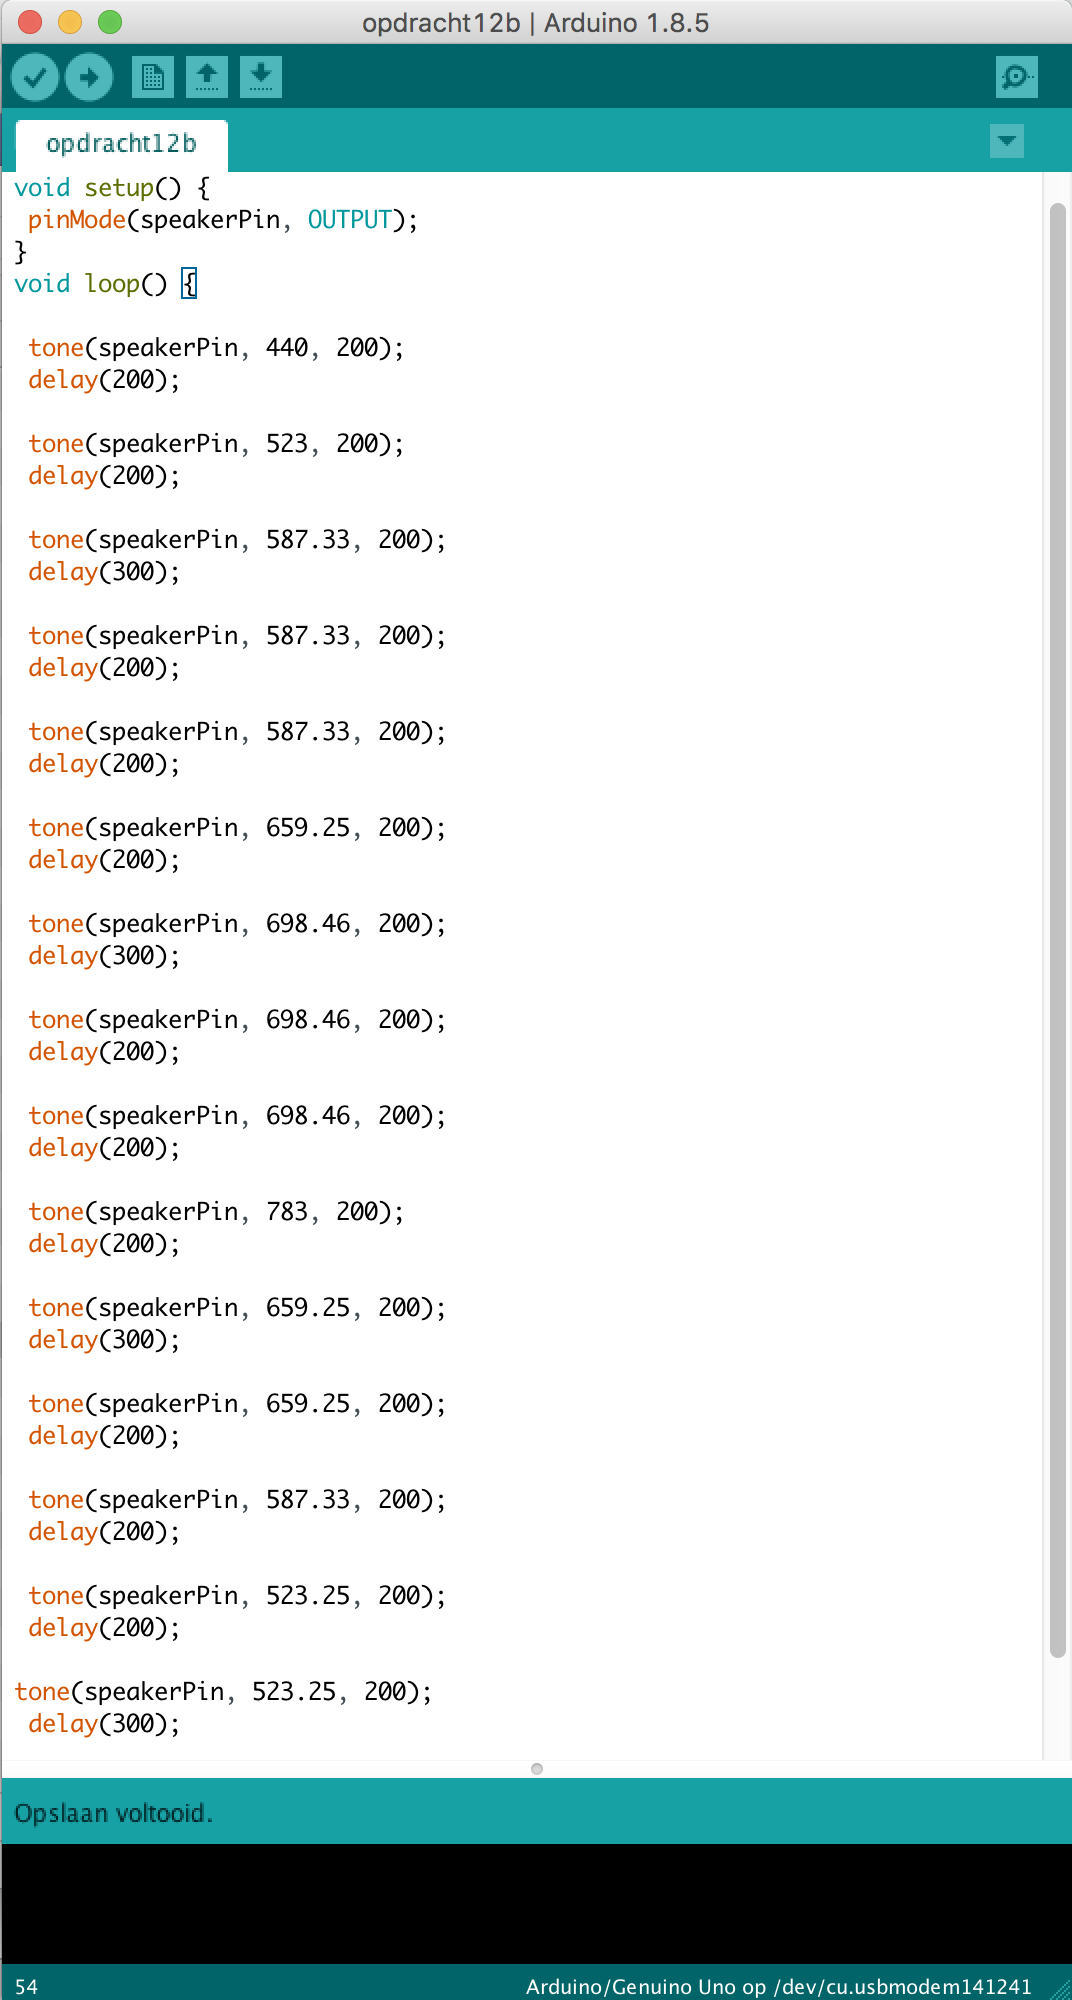 opdracht12b | Arduino 1.8.5
opdracht12b
void setup() {
 pinMode(speakerPin, OUTPUT);
}
void loop() {

 tone(speakerPin, 440, 200);
 delay(200);

 tone(speakerPin, 523, 200);
 delay(200);

 tone(speakerPin, 587.33, 200);
 delay(300);

 tone(speakerPin, 587.33, 200);
 delay(200);

 tone(speakerPin, 587.33, 200);
 delay(200);

 tone(speakerPin, 659.25, 200);
 delay(200);

 tone(speakerPin, 698.46, 200);
 delay(300);

 tone(speakerPin, 698.46, 200);
 delay(200);

 tone(speakerPin, 698.46, 200);
 delay(200);

 tone(speakerPin, 783, 200);
 delay(200);

 tone(speakerPin, 659.25, 200);
 delay(300);

 tone(speakerPin, 659.25, 200);
 delay(200);

 tone(speakerPin, 587.33, 200);
 delay(200);

 tone(speakerPin, 523.25, 200);
 delay(200);

tone(speakerPin, 523.25, 200);
 delay(300);
Opslaan voltooid.
54 Arduino/Genuino Uno op /dev/cu.usbmodem141241